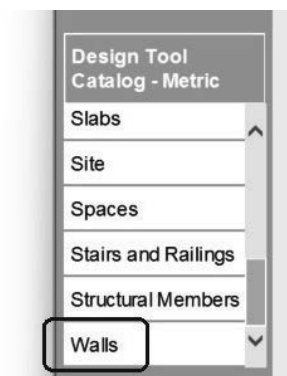 Design Tool
Catalog - Metric
Slabs
Site
Spaces
Stairs and Railings
Structural Members
Walls